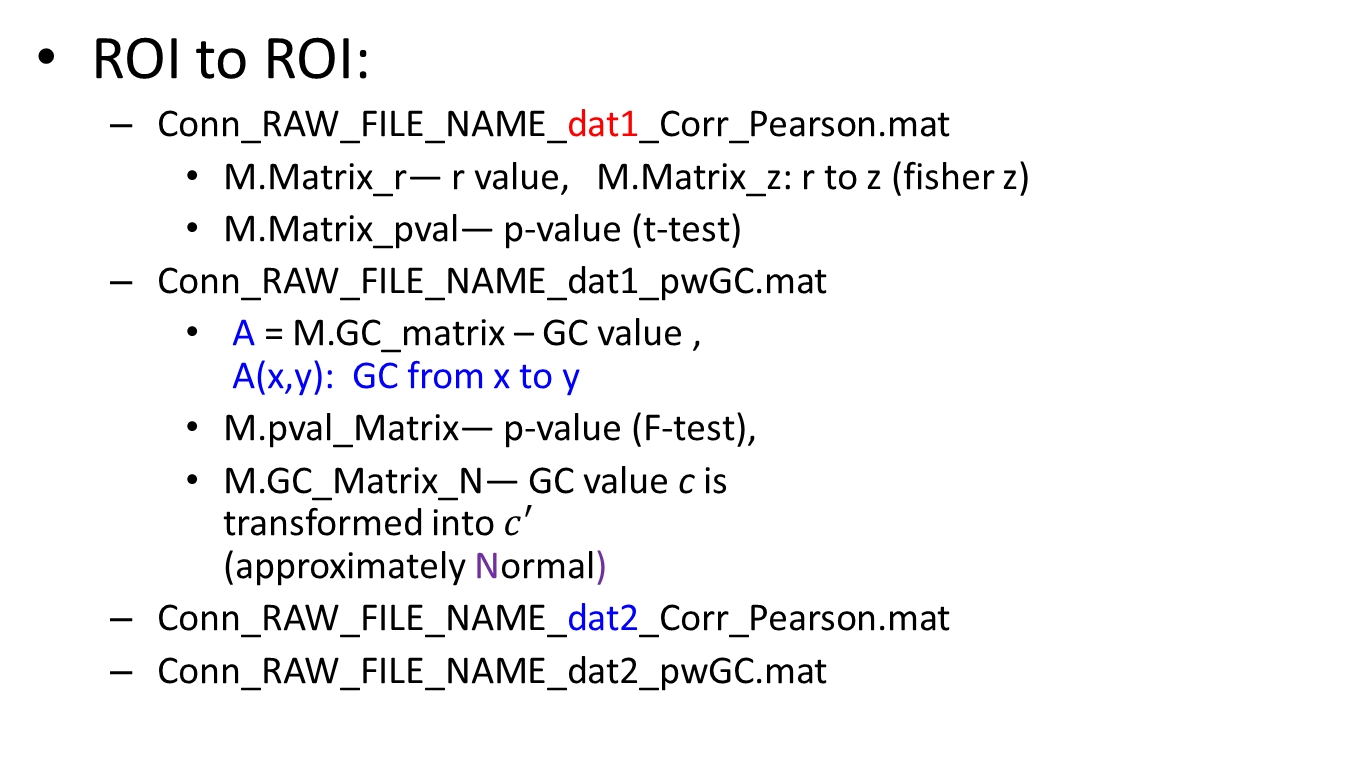 • ROI to ROI:
– Conn_RAW_FILE_NAME_dat1_Corr_Pearson.mat
• M.Matrix_r— r value, M.Matrix_z: r to z (fisher z)
• M.Matrix_pval— p-value (t-test)
– Conn_RAW_FILE_NAME_dat1_pwGC.mat
• A = M.GC_matrix – GC value ,
A(x,y): GC from x to y
• M.pval_Matrix— p-value (F-test),
• M.GC_Matrix_N— GC value c is
transformed into c′
(approximately Normal)
– Conn_RAW_FILE_NAME_dat2_Corr_Pearson.mat
– Conn_RAW_FILE_NAME_dat2_pwGC.mat